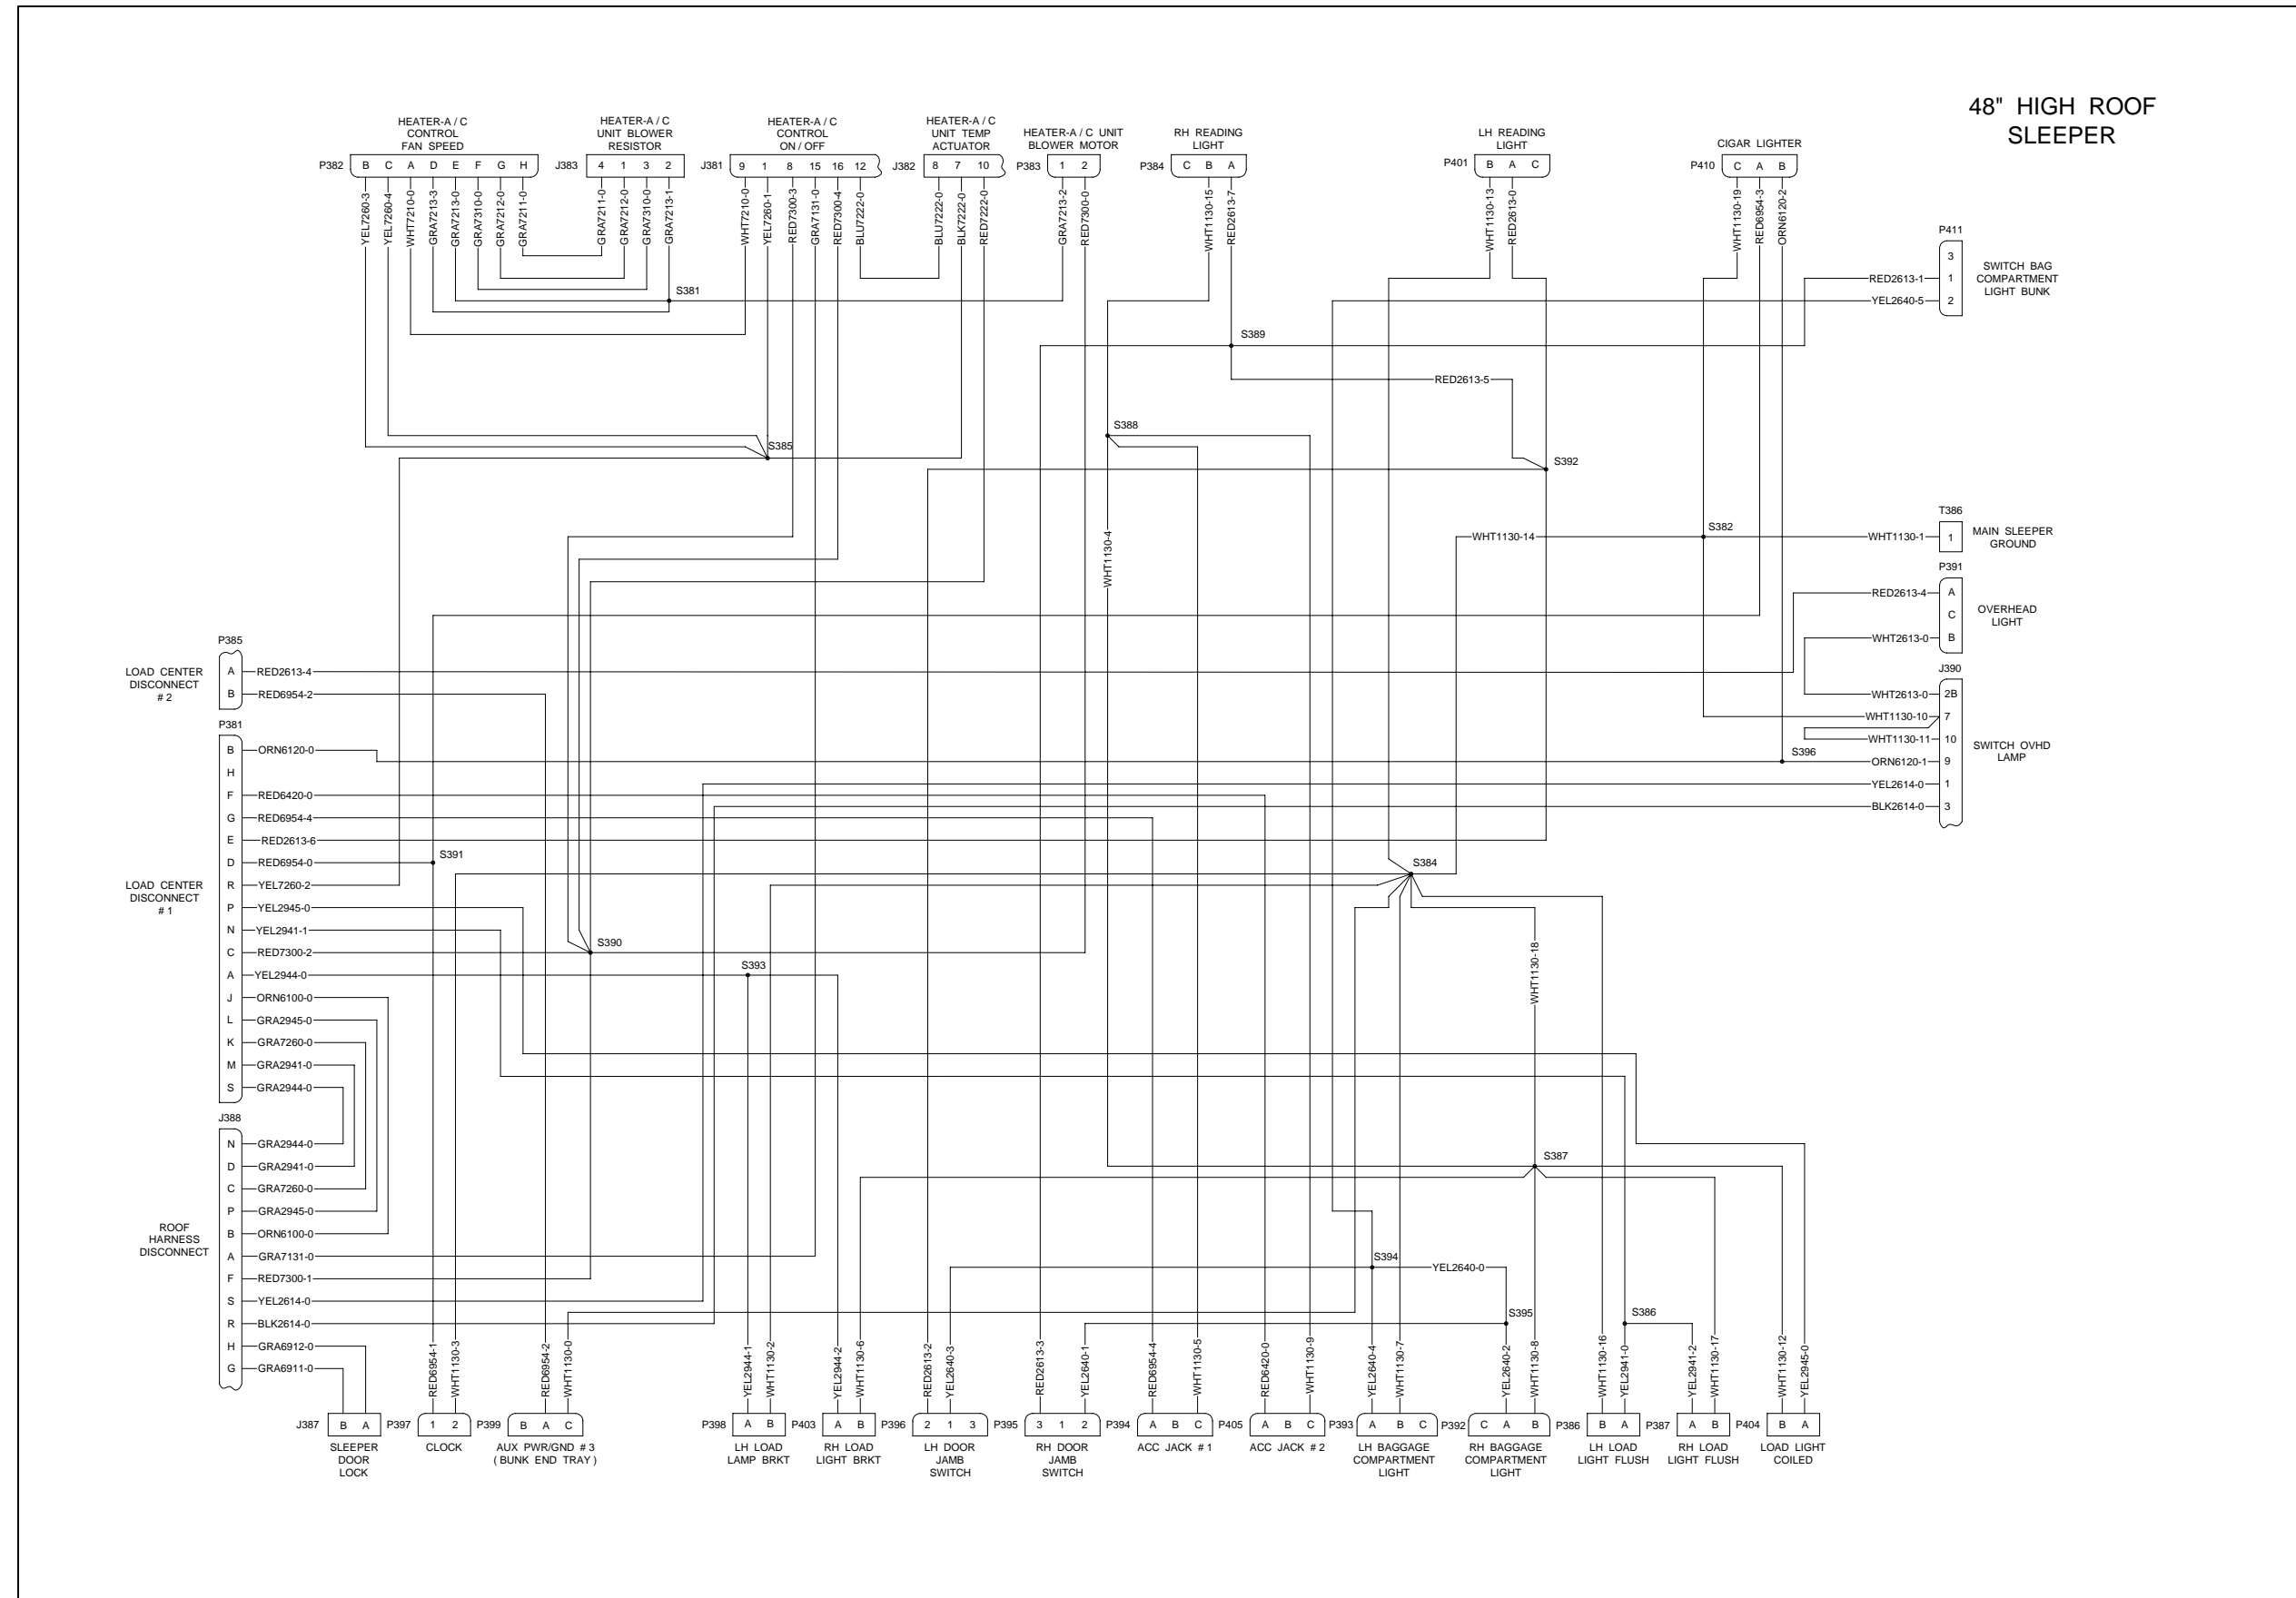 48" HIGH ROOF
SLEEPER
HEATER-A / C
CONTROL
FAN SPEED
P382 B C A D E F G H
YEL7260-3
YEL7260-4
WHT7210-0
GRA7213-3
GRA7213-0
GRA7310-0
GRA7212-0
GRA7211-0
HEATER-A / C
UNIT BLOWER
RESISTOR
J383 4 1 3 2
GRA7211-0
GRA7212-0
GRA7310-0
GRA7213-1
HEATER-A / C
CONTROL
ON / OFF
J381 9 1 8 15 16 12
WHT7210-0
YEL7260-1
RED7300-3
GRA7131-0
RED7300-4
BLU7222-0
HEATER-A / C
UNIT TEMP
ACTUATOR
J382 8 7 10
BLU7222-0
BLK7222-0
RED7222-0
HEATER-A / C UNIT
BLOWER MOTOR
P383 1 2
GRA7213-2
RED7300-0
RH READING
LIGHT
P384 C B A
WHT1130-15
RED2613-7
LH READING
LIGHT
P401 B A C
WHT1130-13
RED2613-0
CIGAR LIGHTER
P410 C A B
WHT1130-19
RED6954-3
ORN6120-2
P411
3
RED2613-1 1
YEL2640-5 2
SWITCH BAG
COMPARTMENT
LIGHT BUNK
S381
S389
RED2613-5
S385
S388
S392
WHT1130-4
S382
WHT1130-14
T386
WHT1130-1 1
MAIN SLEEPER
GROUND
P391
RED2613-4 A
C
WHT2613-0 B
OVERHEAD
LIGHT
J390
WHT2613-0 2B
WHT1130-10 7
WHT1130-11 10
ORN6120-1 9
YEL2614-0 1
BLK2614-0 3
SWITCH OVHD
LAMP
S396
P385
LOAD CENTER
DISCONNECT
# 2
A RED2613-4
B RED6954-2
P381
LOAD CENTER
DISCONNECT
# 1
B ORN6120-0
H
F RED6420-0
G RED6954-4
E RED2613-6
D RED6954-0
R YEL7260-2
P YEL2945-0
N YEL2941-1
C RED7300-2
A YEL2944-0
J ORN6100-0
L GRA2945-0
K GRA7260-0
M GRA2941-0
S GRA2944-0
S391
S384
S390
S393
WHT1130-18
J388
ROOF
HARNESS
DISCONNECT
N GRA2944-0
D GRA2941-0
C GRA7260-0
P GRA2945-0
B ORN6100-0
A GRA7131-0
F RED7300-1
S YEL2614-0
R BLK2614-0
H GRA6912-0
G GRA6911-0
S387
S394
YEL2640-0
S395
S386
J387 B A
SLEEPER
DOOR
LOCK
RED6954-1
WHT1130-3
P397 1 2
CLOCK
RED6954-2
WHT1130-0
P399 B A C
AUX PWR/GND # 3
( BUNK END TRAY )
YEL2944-1
WHT1130-2
P398 A B
LH LOAD
LAMP BRKT
YEL2944-2
WHT1130-6
P403 A B
RH LOAD
LIGHT BRKT
RED2613-2
YEL2640-3
P396 2 1 3
LH DOOR
JAMB
SWITCH
RED2613-3
YEL2640-1
P395 3 1 2
RH DOOR
JAMB
SWITCH
RED6954-4
WHT1130-5
P394 A B C
ACC JACK # 1
RED6420-0
WHT1130-9
P405 A B C
ACC JACK # 2
YEL2640-4
WHT1130-7
P393 A B C
LH BAGGAGE
COMPARTMENT
LIGHT
YEL2640-2
WHT1130-8
P392 C A B
RH BAGGAGE
COMPARTMENT
LIGHT
WHT1130-16
YEL2941-0
P386 B A
LH LOAD
LIGHT FLUSH
YEL2941-2
WHT1130-17
P387 A B
RH LOAD
LIGHT FLUSH
WHT1130-12
YEL2945-0
P404 B A
LOAD LIGHT
COILED